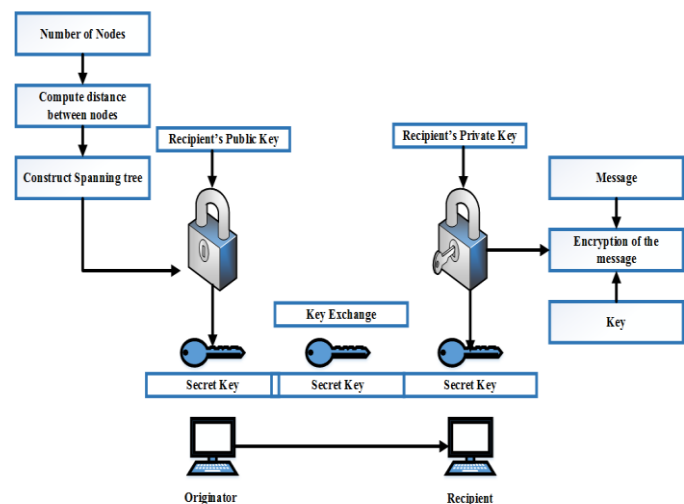 Number of Nodes
Compute distance
between nodes
Construct Spanning tree
Recipient's Public Key
Recipient's Private Key
Message
Encryption of the
message
Key
Key Exchange
Secret Key
Secret Key
Secret Key
Originator
Recipient